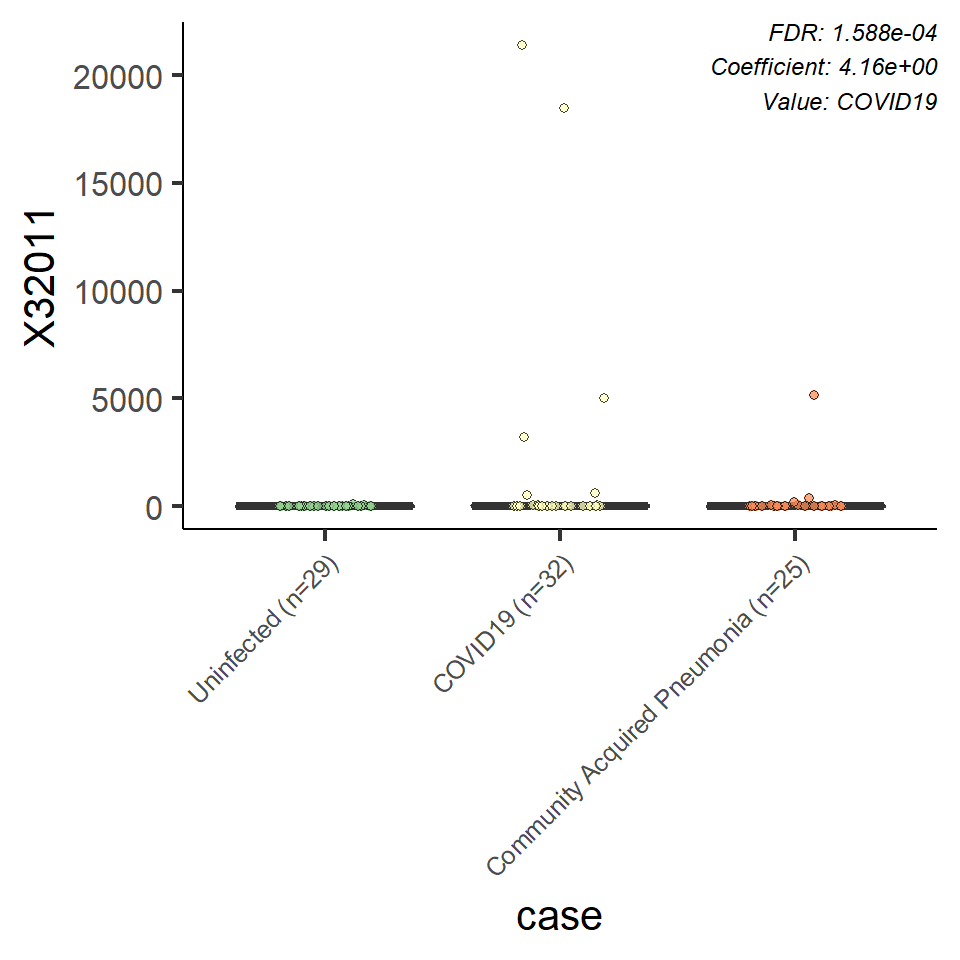 FDR: 1.588e-04
Coefficient: 4.16e+00
Value: COVID19
X32011
20000
15000
10000
5000
0
Uninfected (n=29)
COVID19 (n=32)
Community Acquired Pneumonia (n=25)
case